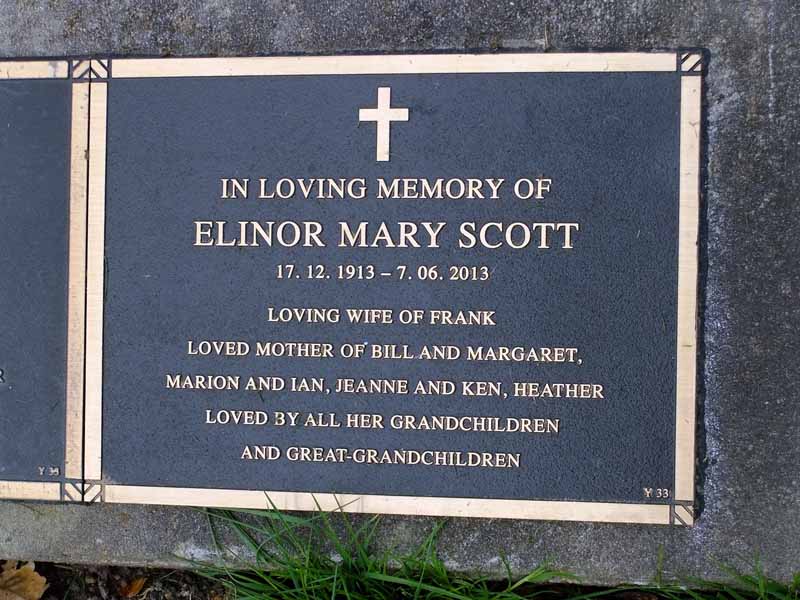 IN LOVING MEMORY OF
ELINOR MARY SCOTT
17. 12. 1913 – 7. 06. 2013
LOVING WIFE OF FRANK
LOVED MOTHER OF BILL AND MARGARET,
MARION AND IAN, JEANNE AND KEN, HEATHER
LOVED BY ALL HER GRANDCHILDREN
AND GREAT-GRANDCHILDREN
Y 33